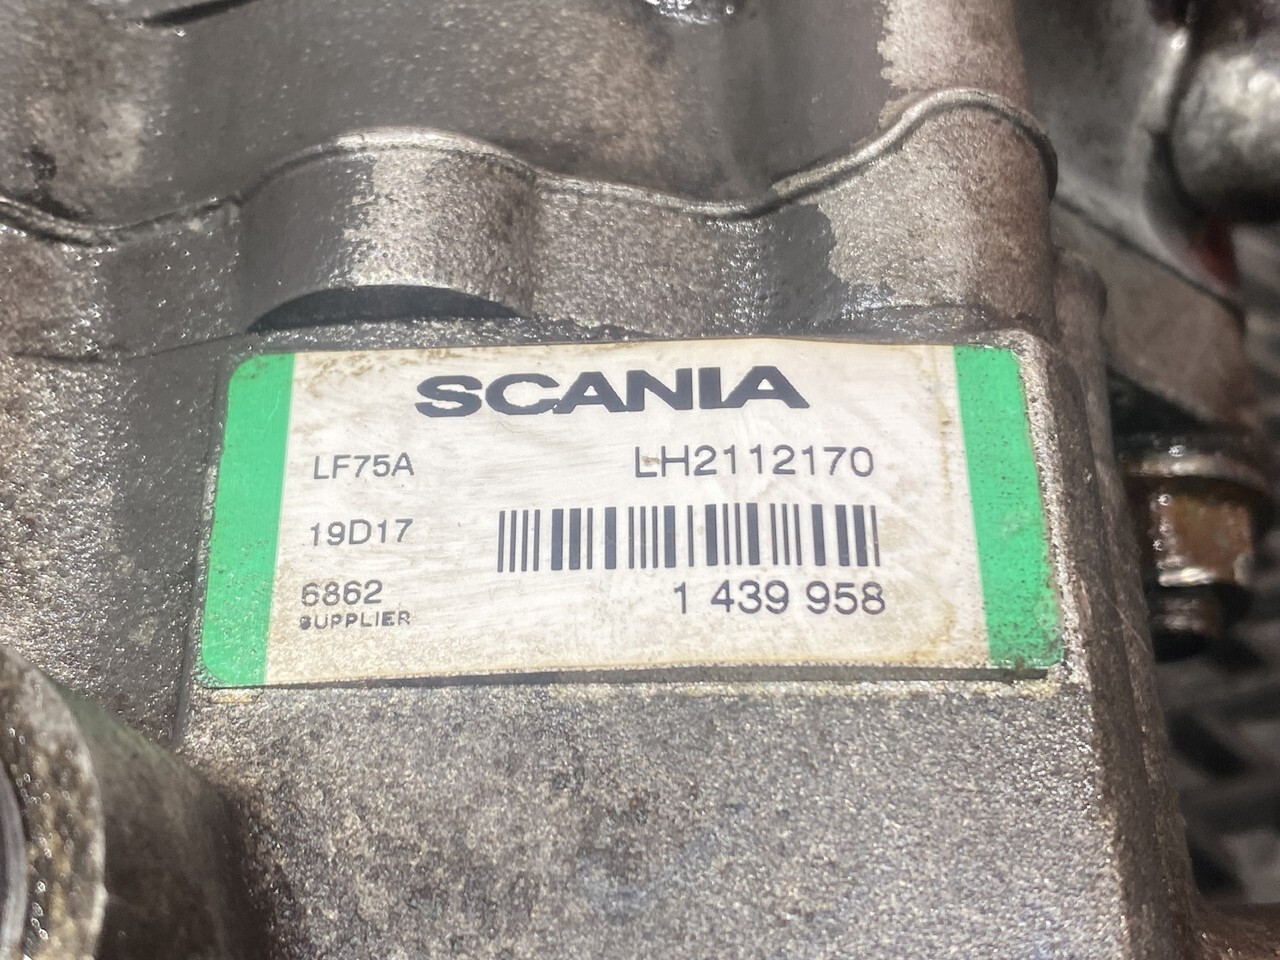 SCANIA
LF75A LH2112170
19D17
6862 1 439 958
SUPPLIER